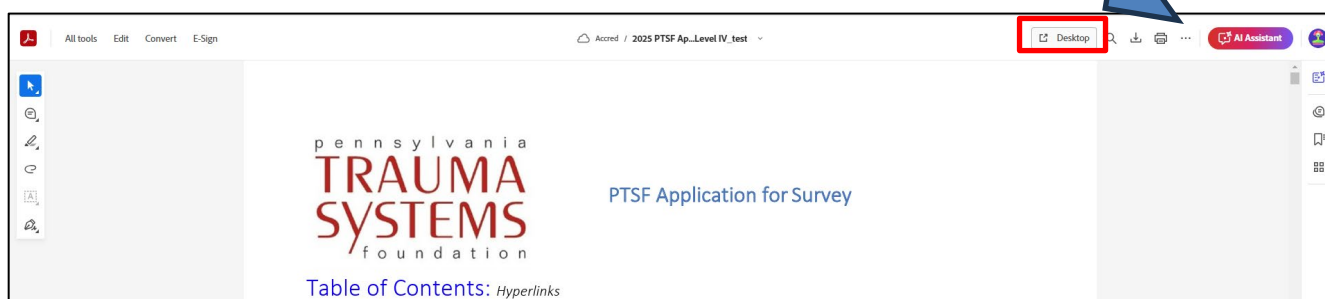 All tools Edit Convert E-Sign Accred / 2025 PTSF Ap...Level IV_test Desktop AI Assistant
pennsylvania
TRAUMA
SYSTEMS
foundation
PTSF Application for Survey
Table of Contents: Hyperlinks